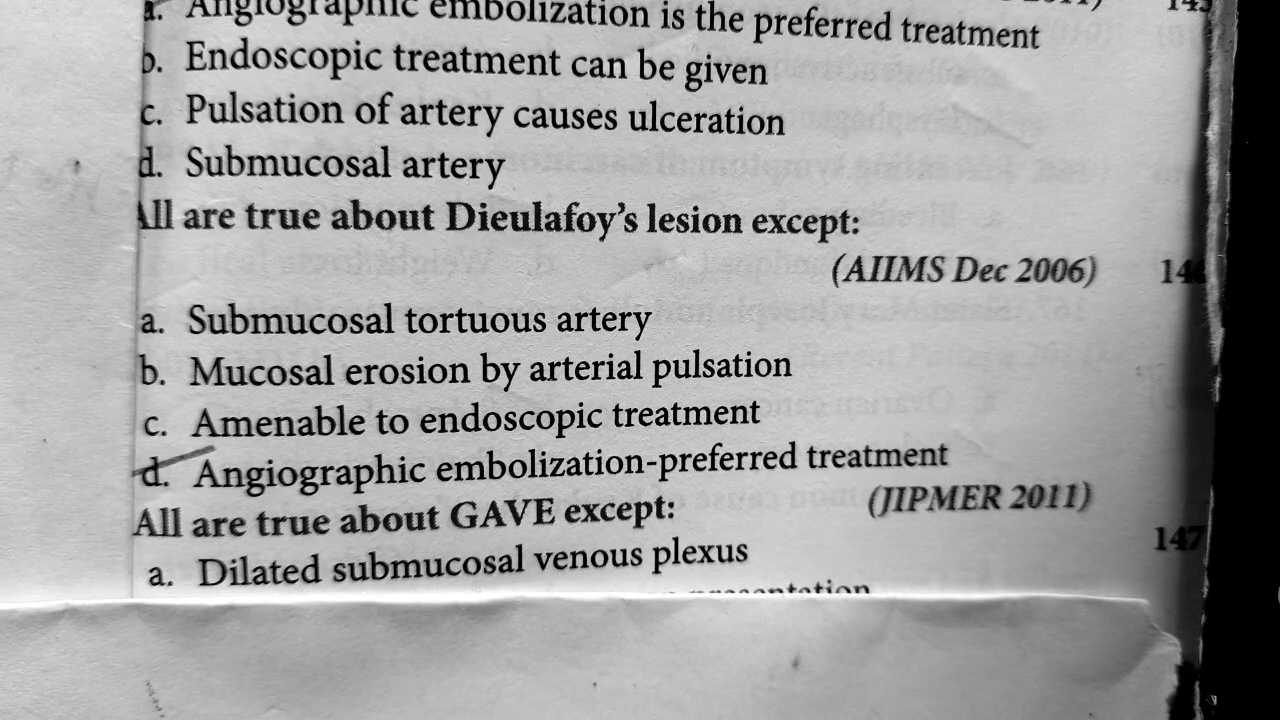 a. Angiographic embolization is the preferred treatment
b. Endoscopic treatment can be given
c. Pulsation of artery causes ulceration
d. Submucosal artery
All are true about Dieulafoy's lesion except:
(AIIMS Dec 2006)
a. Submucosal tortuous artery
b. Mucosal erosion by arterial pulsation
c. Amenable to endoscopic treatment
d. Angiographic embolization-preferred treatment
All are true about GAVE except: (JIPMER 2011)
147
a. Dilated submucosal venous plexus